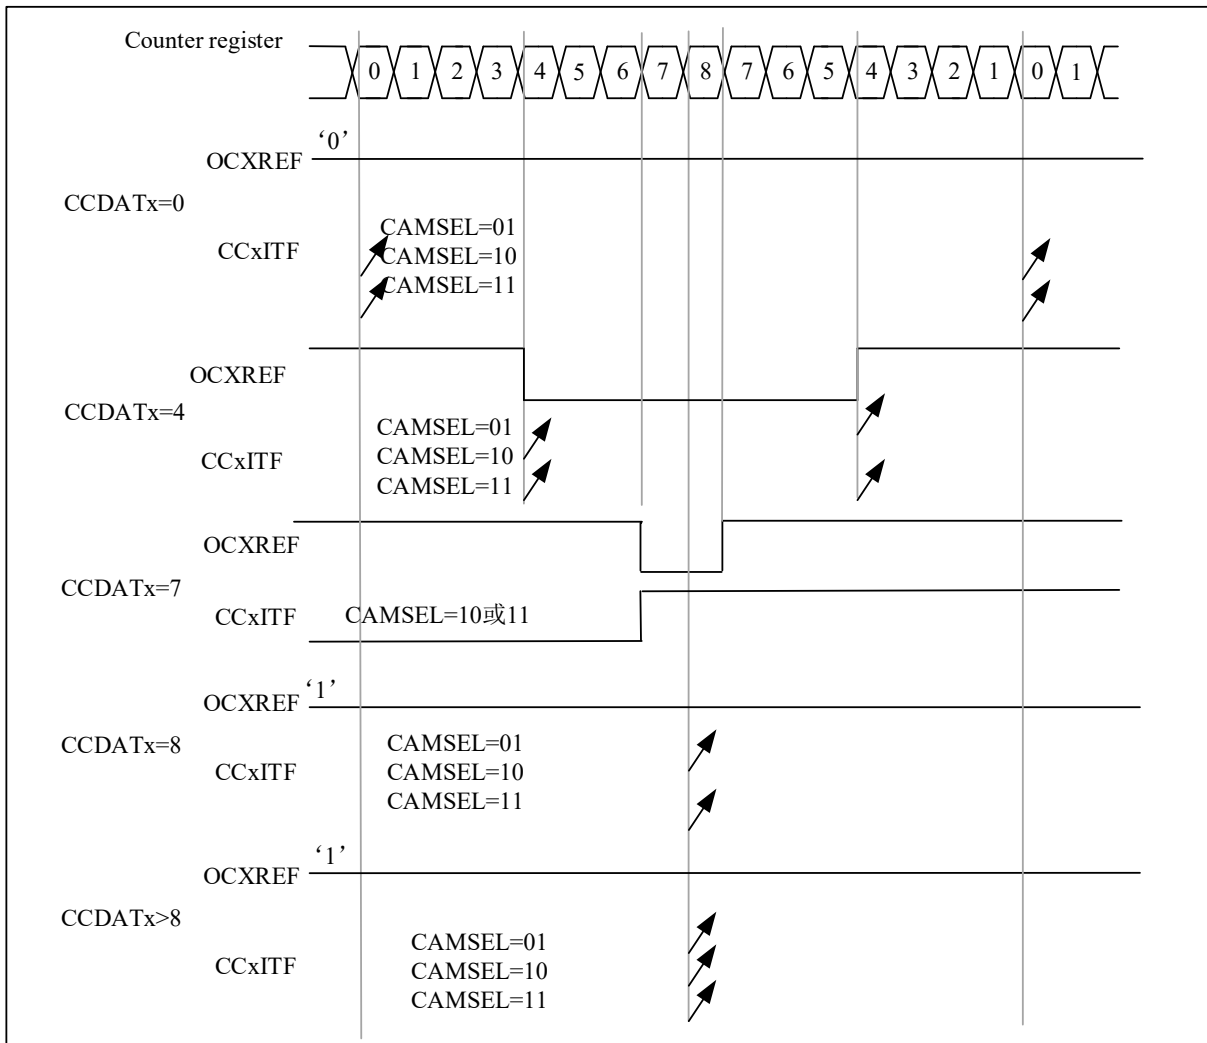 Counter register
0 1 2 3 4 5 6 7 8 7 6 5 4 3 2 1 0 1
‘0’
OCXREF
CCDATx=0
CCxITF
CAMSEL=01
CAMSEL=10
CAMSEL=11
OCXREF
CCDATx=4
CCxITF
CAMSEL=01
CAMSEL=10
CAMSEL=11
OCXREF
CCDATx=7
CCxITF
CAMSEL=10或11
‘1’
OCXREF
CCDATx=8
CCxITF
CAMSEL=01
CAMSEL=10
CAMSEL=11
‘1’
OCXREF
CCDATx>8
CCxITF
CAMSEL=01
CAMSEL=10
CAMSEL=11